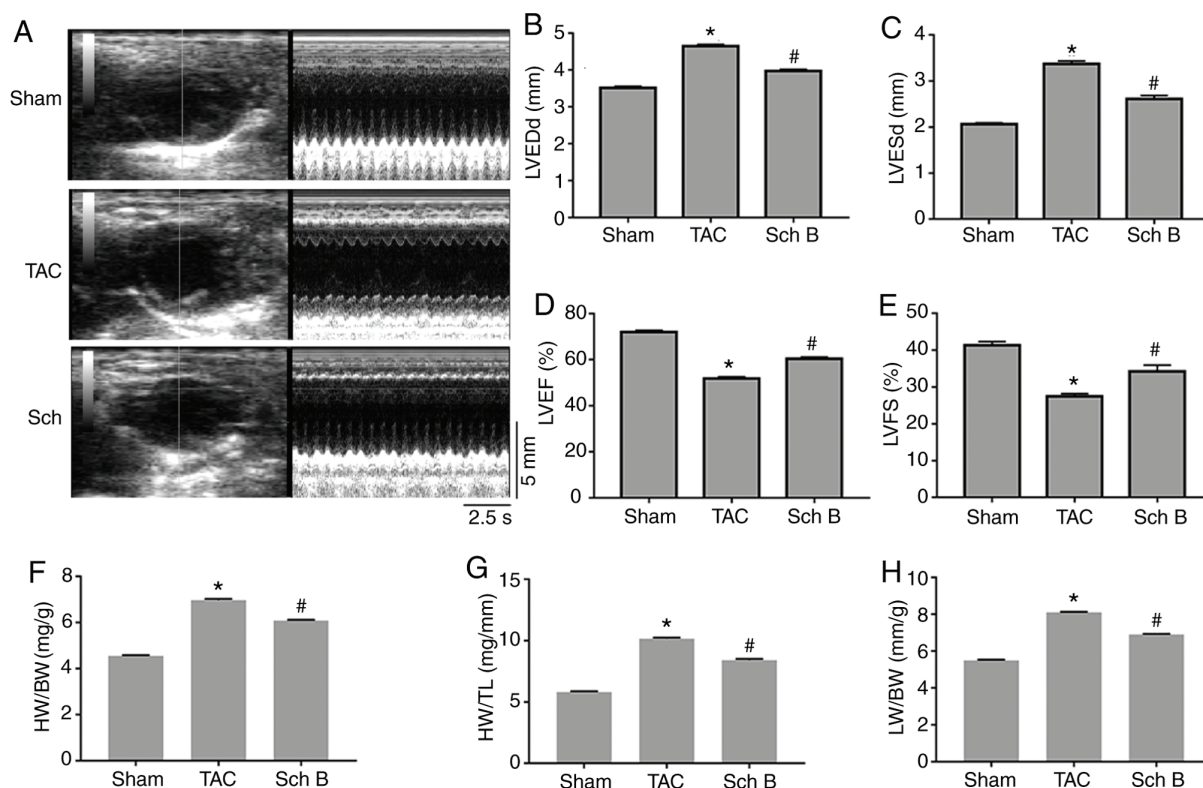 A
Sham
TAC
Sch
5 mm
2.5 s
B
LVEDd (mm)
5
4
3
2
1
0
*
#
Sham TAC Sch B
C
LVESd (mm)
4
3
2
1
0
*
#
Sham TAC Sch B
D
LVEF (%)
80
60
40
20
0
*
#
Sham TAC Sch B
E
LVFS (%)
50
40
30
20
10
0
*
#
Sham TAC Sch B
F
HW/BW (mg/g)
8
6
4
2
0
*
#
Sham TAC Sch B
G
HW/TL (mg/mm)
15
10
5
0
*
#
Sham TAC Sch B
H
LW/BW (mm/g)
10
8
6
4
2
0
*
#
Sham TAC Sch B